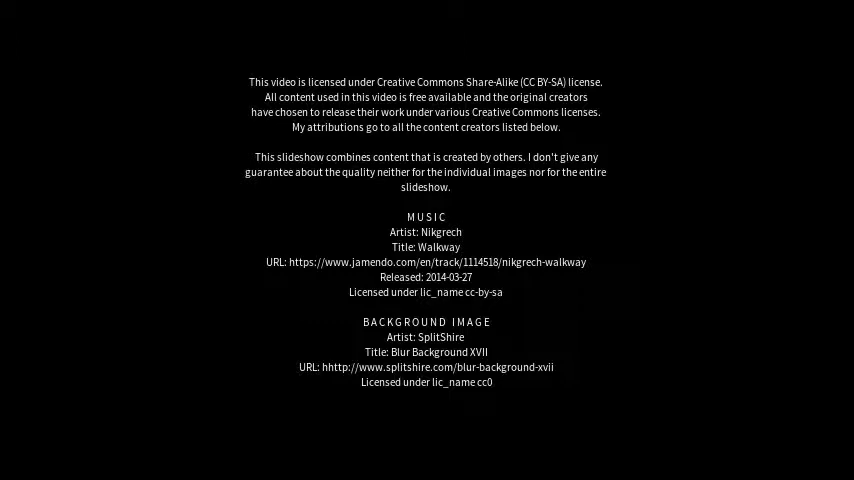 This video is licensed under Creative Commons Share-Alike (CC BY-SA) license.
All content used in this video is free available and the original creators
have chosen to release their work under various Creative Commons licenses.
My attributions go to all the content creators listed below.
This slideshow combines content that is created by others. I don't give any
guarantee about the quality neither for the individual images nor for the entire
slideshow.
MUSIC
Artist: Nikgrech
Title: Walkway
URL: https://www.jamendo.com/en/track/1114518/nikgrech-walkway
Released: 2014-03-27
Licensed under lic_name cc-by-sa
BACKGROUND IMAGE
Artist: SplitShire
Title: Blur Background XVII
URL: hhttp://www.splitshire.com/blur-background-xvii
Licensed under lic_name cc0